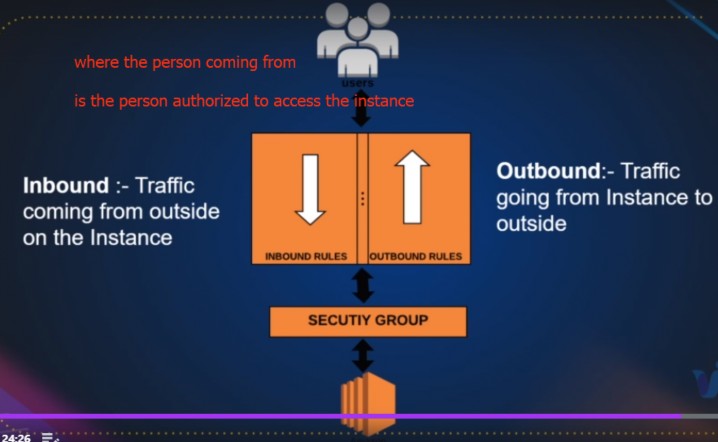 where the person coming from
users
is the person authorized to access the instance
Inbound :- Traffic
coming from outside
on the Instance
INBOUND RULES
OUTBOUND RULES
Outbound:- Traffic
going from Instance to
outside
SECUTIY GROUP
24:26